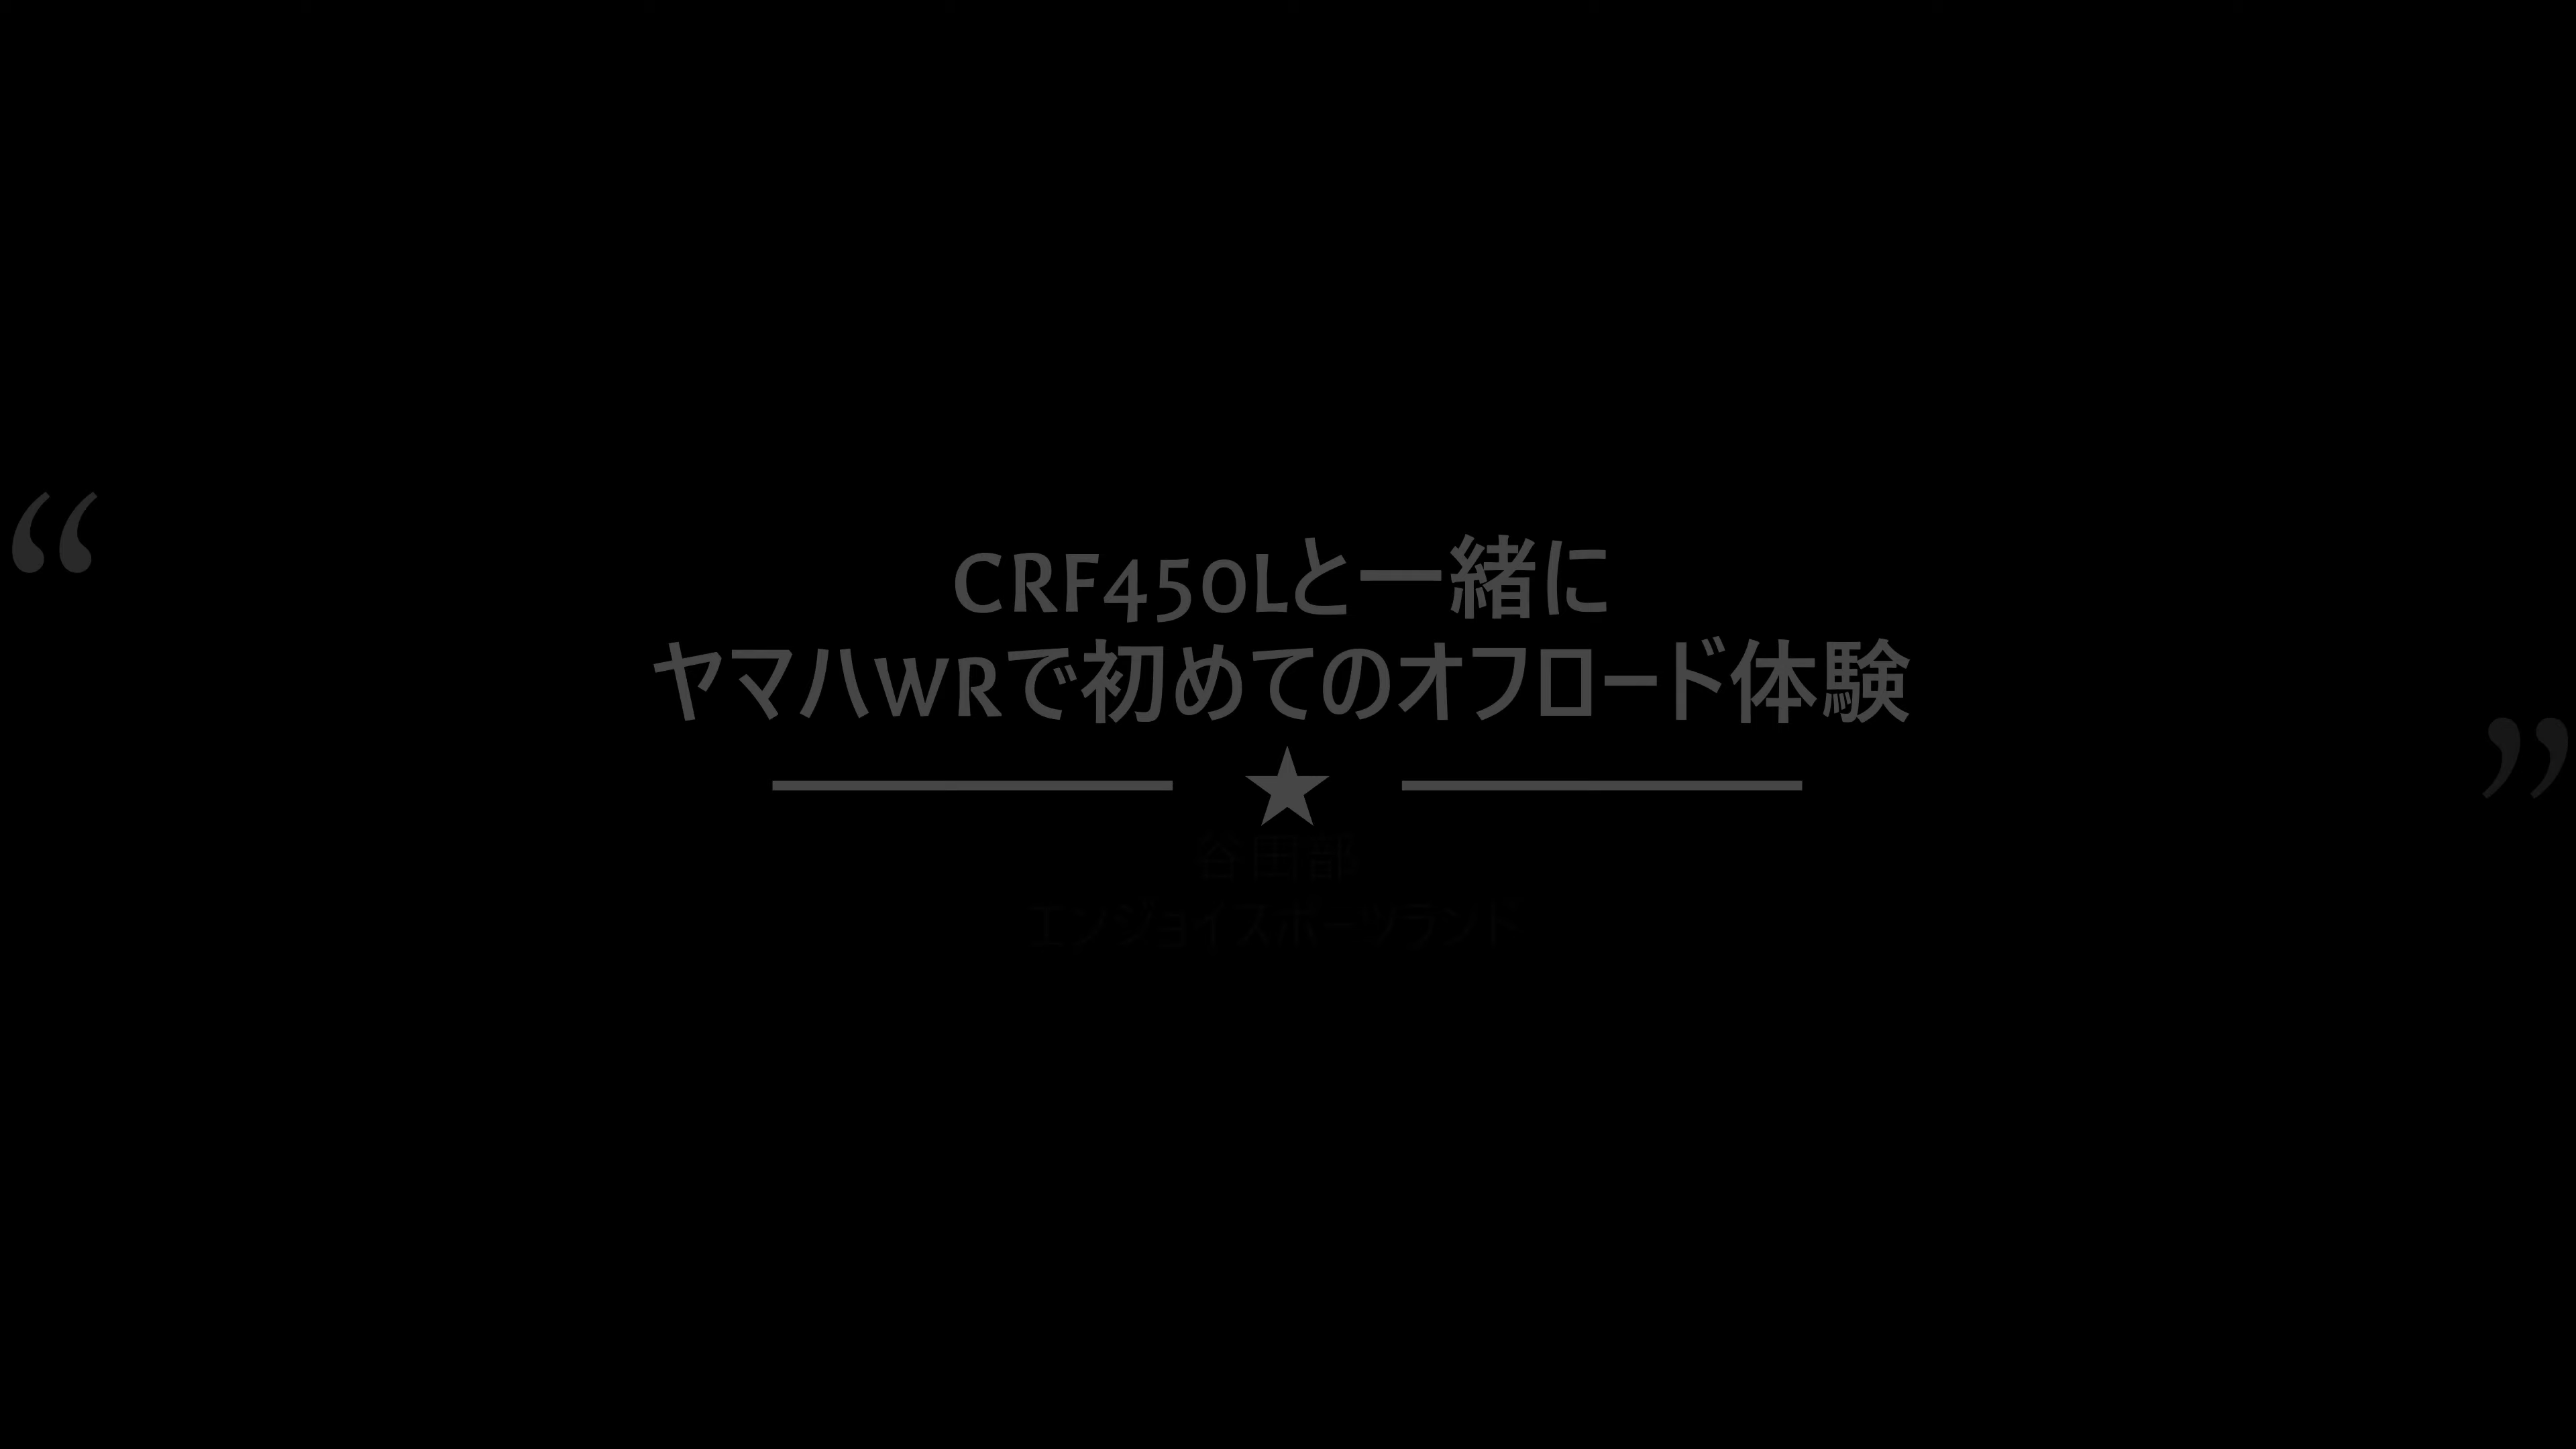 “
CRF450Lと一緒に
ヤマハWRで初めてのオフロード体験
”
★
谷田部
エンジョイスポーツランド